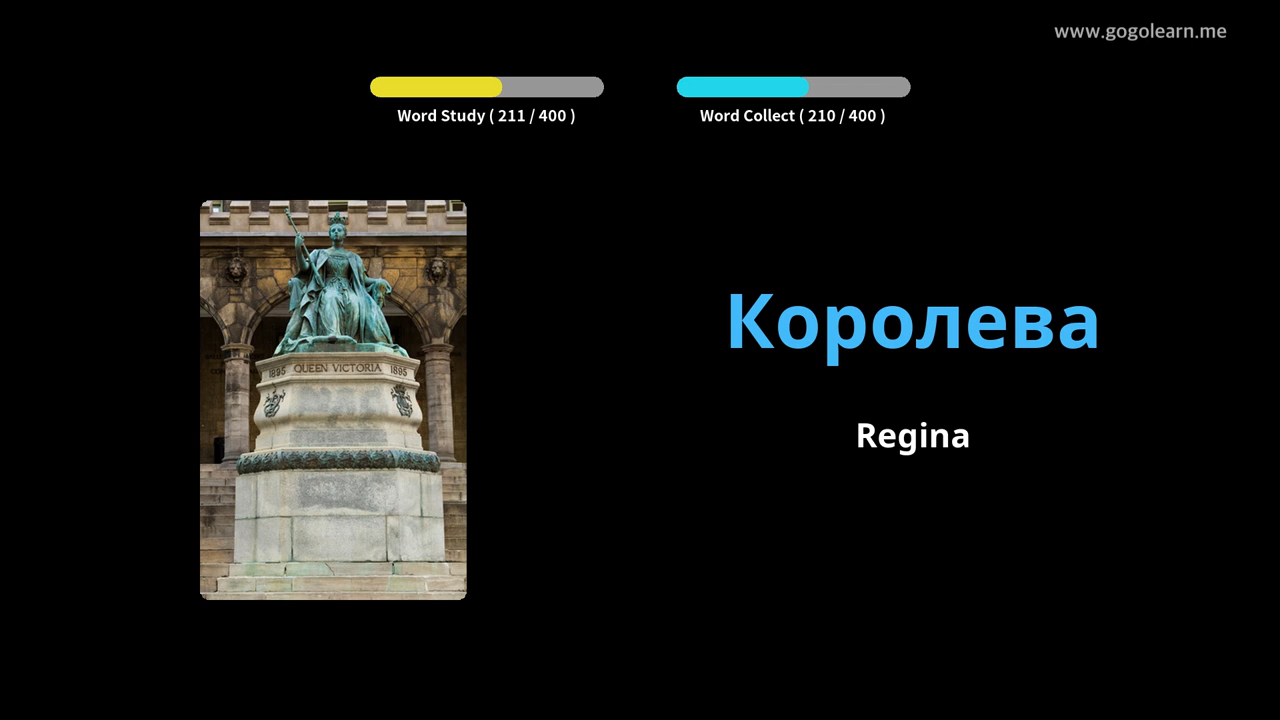 www.gogolearn.me
Word Study ( 211 / 400 )
Word Collect ( 210 / 400 )
1895 QUEEN VICTORIA 1895
Королева
Regina